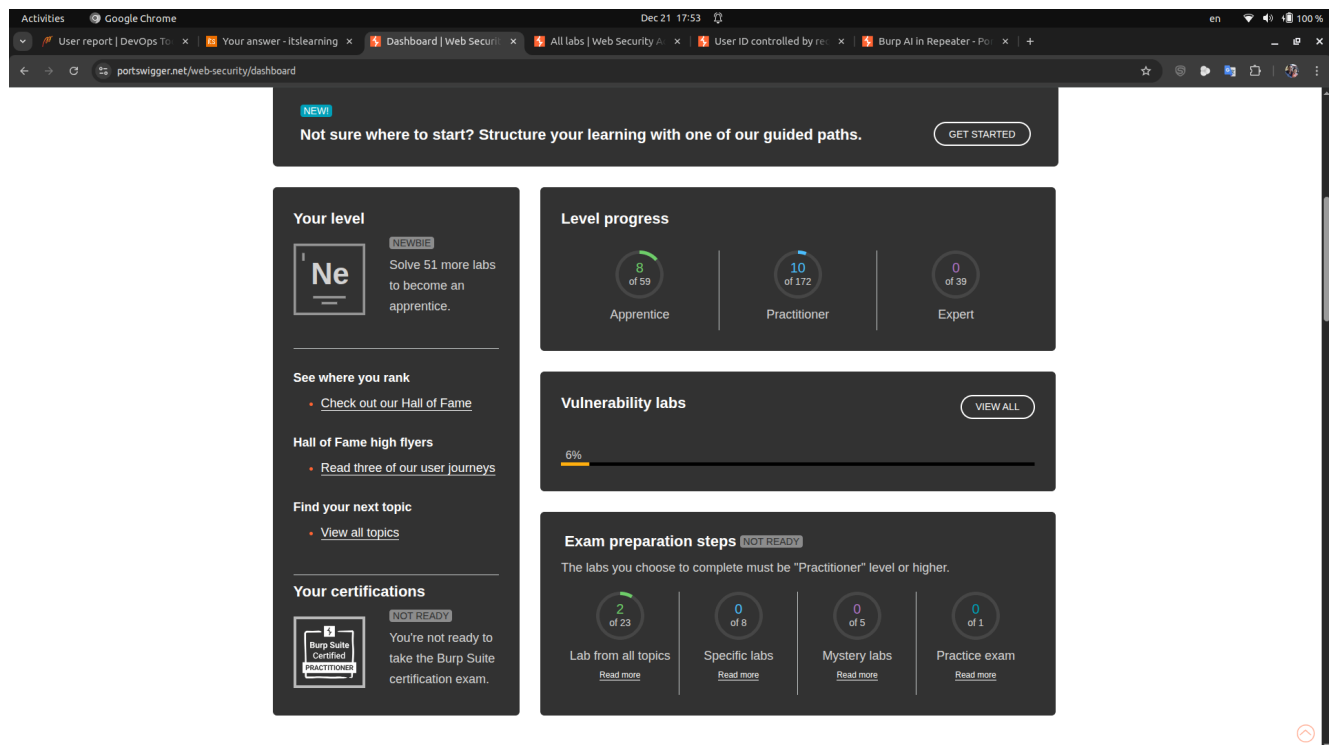 Activities
Google Chrome
Dec 21 17:53
en
100 %
User report | DevOps To
Your answer - itslearning
Dashboard | Web Securit
All labs | Web Security A
User ID controlled by re
Burp AI in Repeater - Po
portswigger.net/web-security/dashboard
NEW!
Not sure where to start? Structure your learning with one of our guided paths.
GET STARTED
Your level
Ne
NEWBIE
Solve 51 more labs
to become an
apprentice.
See where you rank
Check out our Hall of Fame
Hall of Fame high flyers
Read three of our user journeys
Find your next topic
View all topics
Your certifications
Burp Suite
Certified
PRACTITIONER
NOT READY
You're not ready to
take the Burp Suite
certification exam.
Level progress
8
of 59
Apprentice
10
of 172
Practitioner
0
of 39
Expert
Vulnerability labs
VIEW ALL
6%
Exam preparation steps NOT READY
The labs you choose to complete must be "Practitioner" level or higher.
2
of 23
Lab from all topics
Read more
0
of 8
Specific labs
Read more
0
of 5
Mystery labs
Read more
0
of 1
Practice exam
Read more